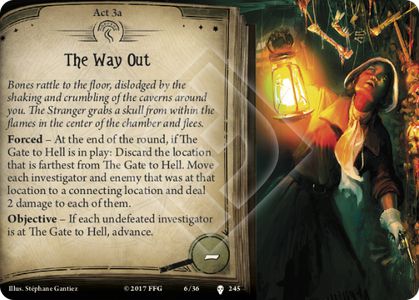 Act 3a
The Way Out
Bones rattle to the floor, dislodged by the
shaking and crumbling of the caverns around
you. The Stranger grabs a skull from within the
flames in the center of the chamber and flees.
Forced – At the end of the round, if The
Gate to Hell is in play: Discard the location
that is farthest from The Gate to Hell. Move
each investigator and enemy that was at that
location to a connecting location and deal
2 damage to each of them.
Objective – If each undefeated investigator
is at The Gate to Hell, advance.
–
Illus. Stéphane Gantiez
© 2017 FFG
6/36
245